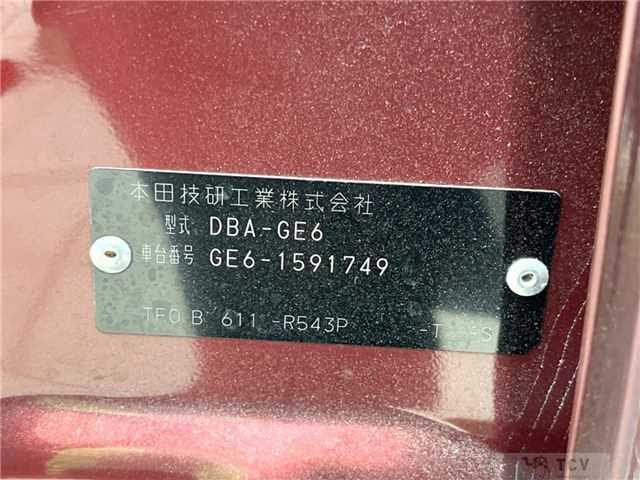 本田技研工業株式会社
型式 DBA-GE6
車台番号 GE6-1591749
TF0 B 611 -R543P -T -S
TCV